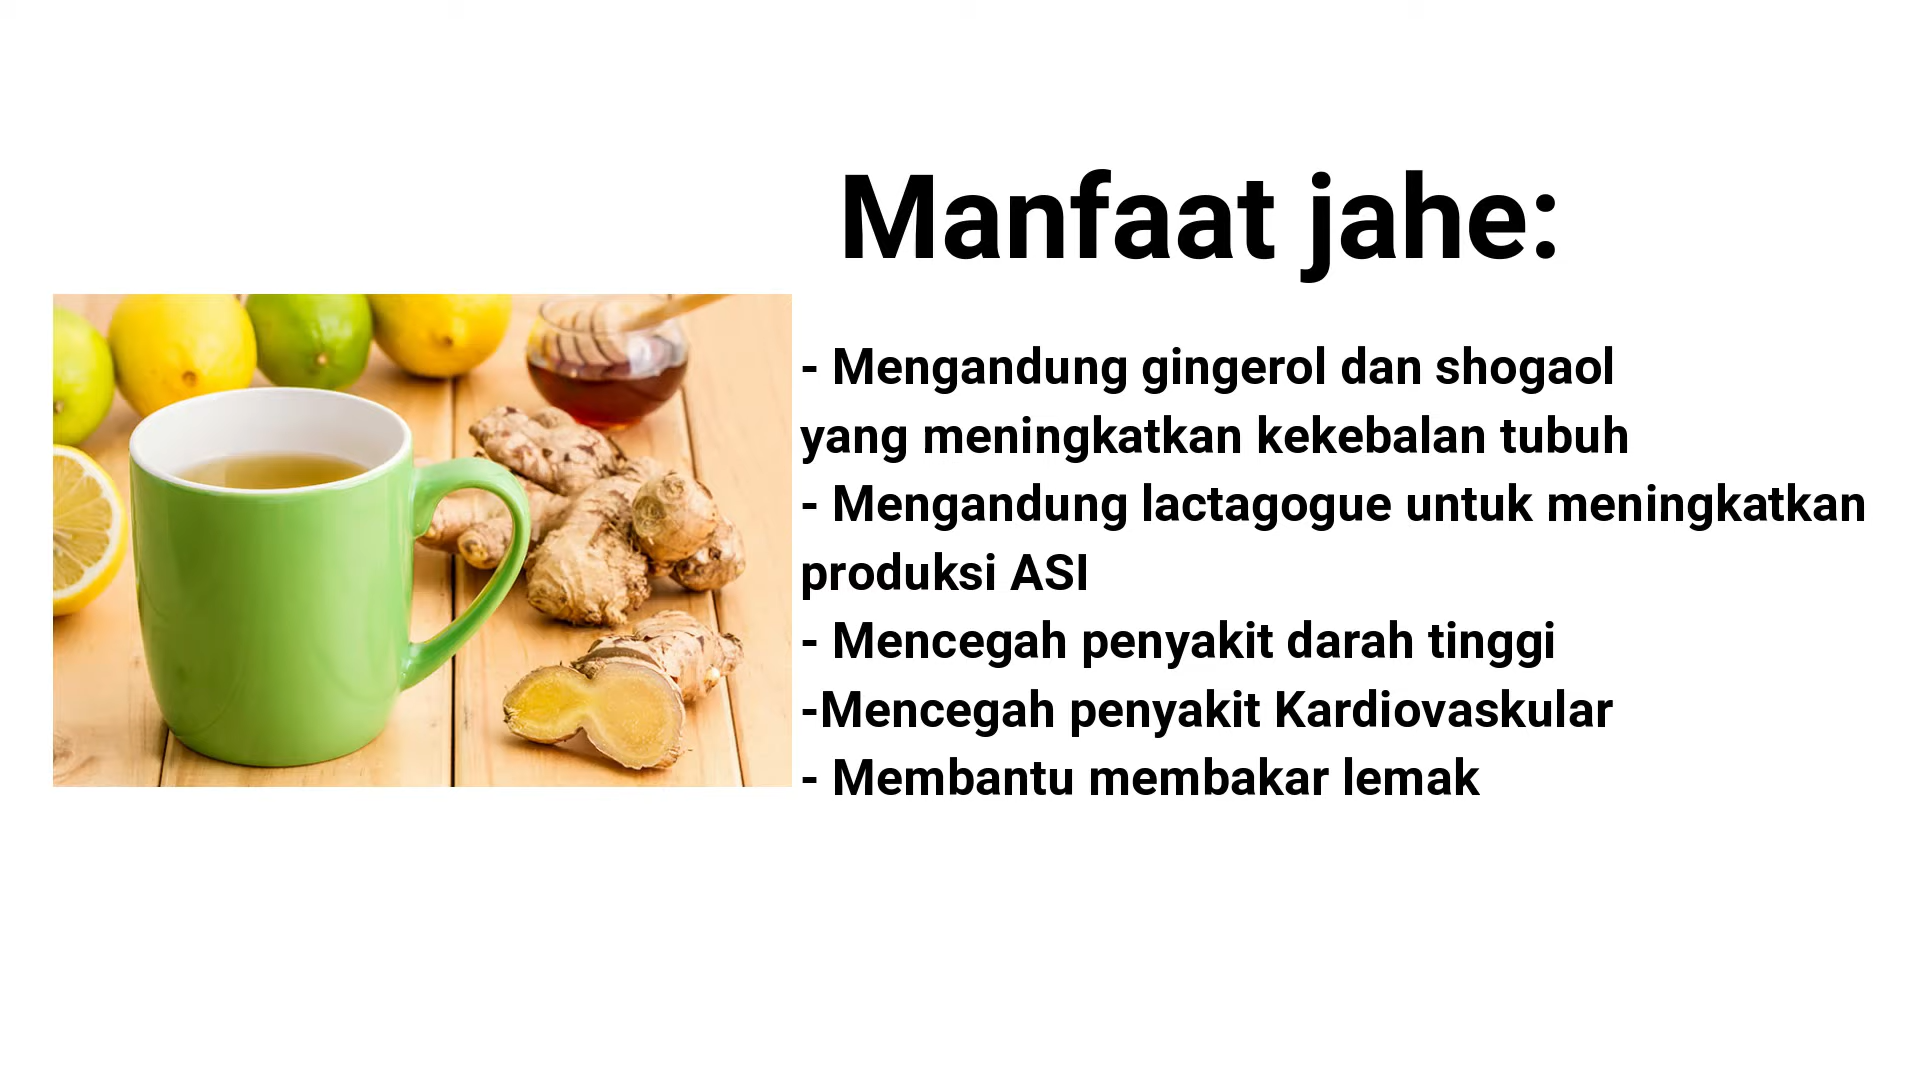 Manfaat jahe:
- Mengandung gingerol dan shogaol
yang meningkatkan kekebalan tubuh
- Mengandung lactagogue untuk meningkatkan
produksi ASI
- Mencegah penyakit darah tinggi
-Mencegah penyakit Kardiovaskular
- Membantu membakar lemak